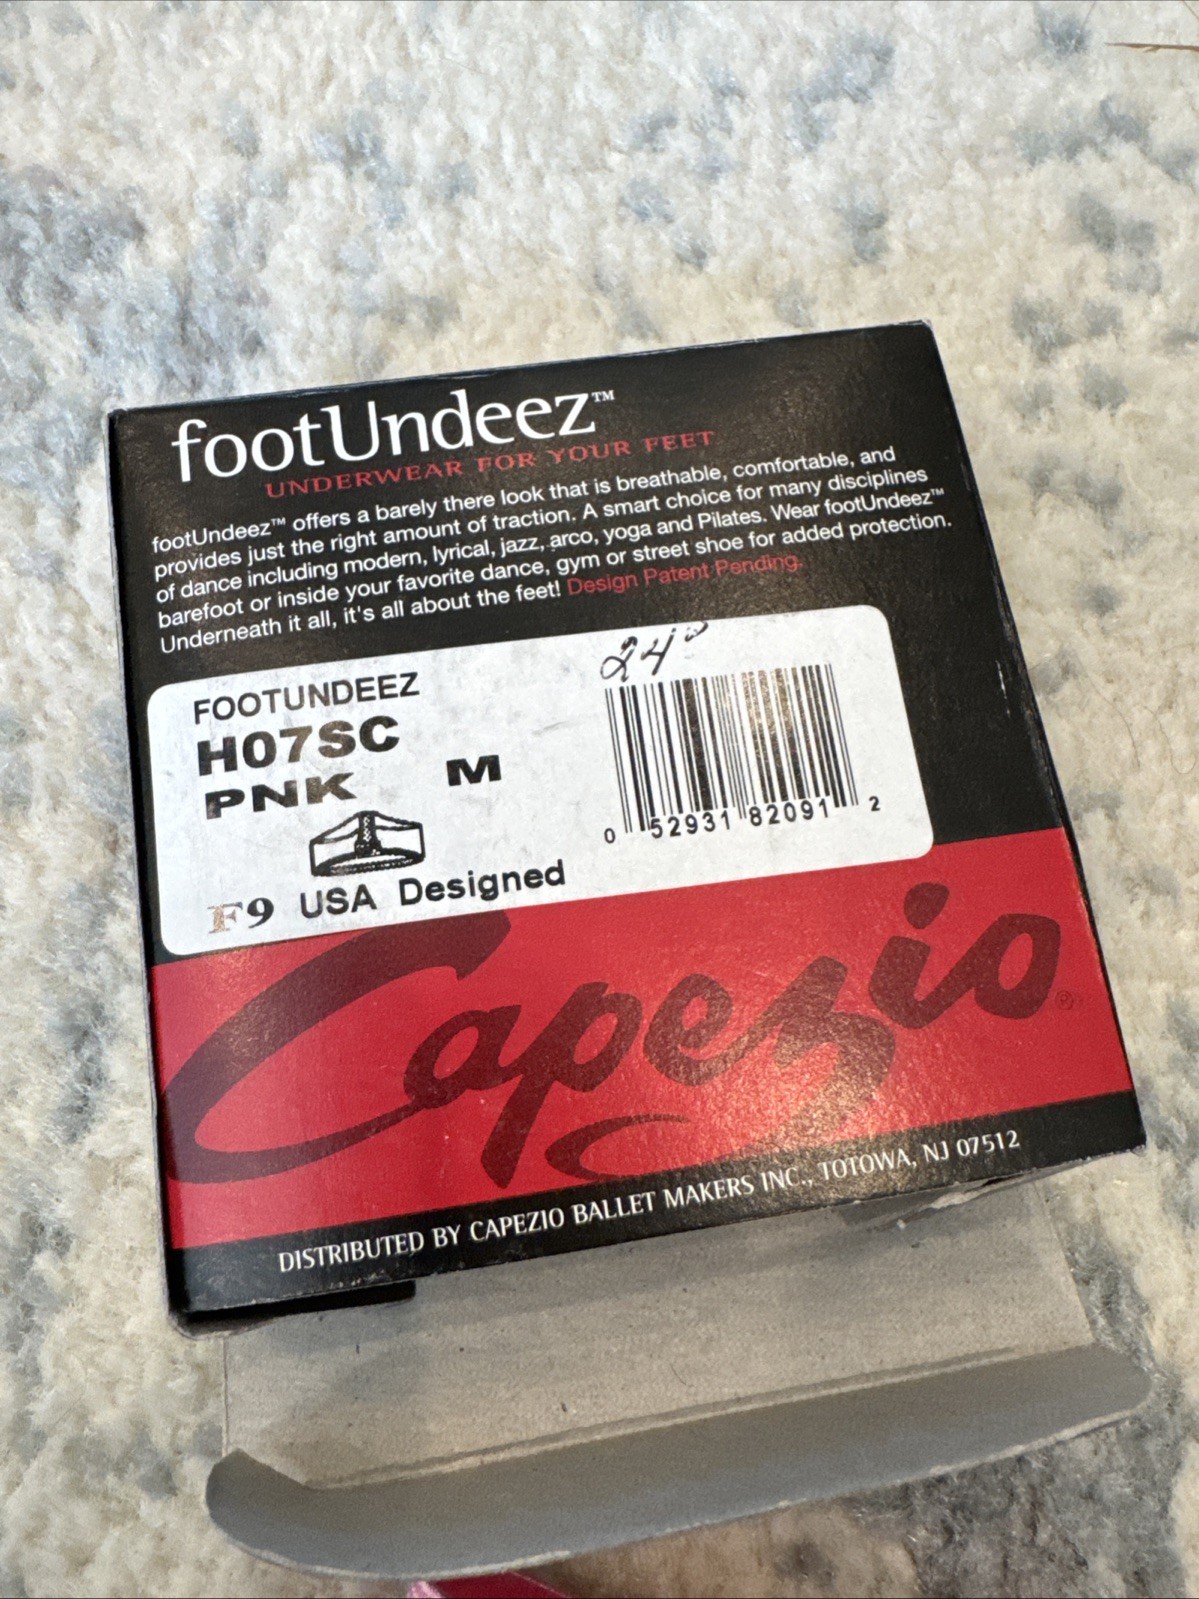 footUndeez™
UNDERWEAR FOR YOUR FEET
footUndeez™ offers a barely there look that is breathable, comfortable, and
provides just the right amount of traction. A smart choice for many disciplines
of dance including modern, lyrical, jazz, arco, yoga and Pilates. Wear footUndeez™
barefoot or inside your favorite dance, gym or street shoe for added protection.
Underneath it all, it's all about the feet! Design Patent Pending.
24⁰
FOOTUNDEEZ
H07SC
PNK M
0 52931 82091 2
F9 USA Designed
Capezio®
DISTRIBUTED BY CAPEZIO BALLET MAKERS INC., TOTOWA, NJ 07512